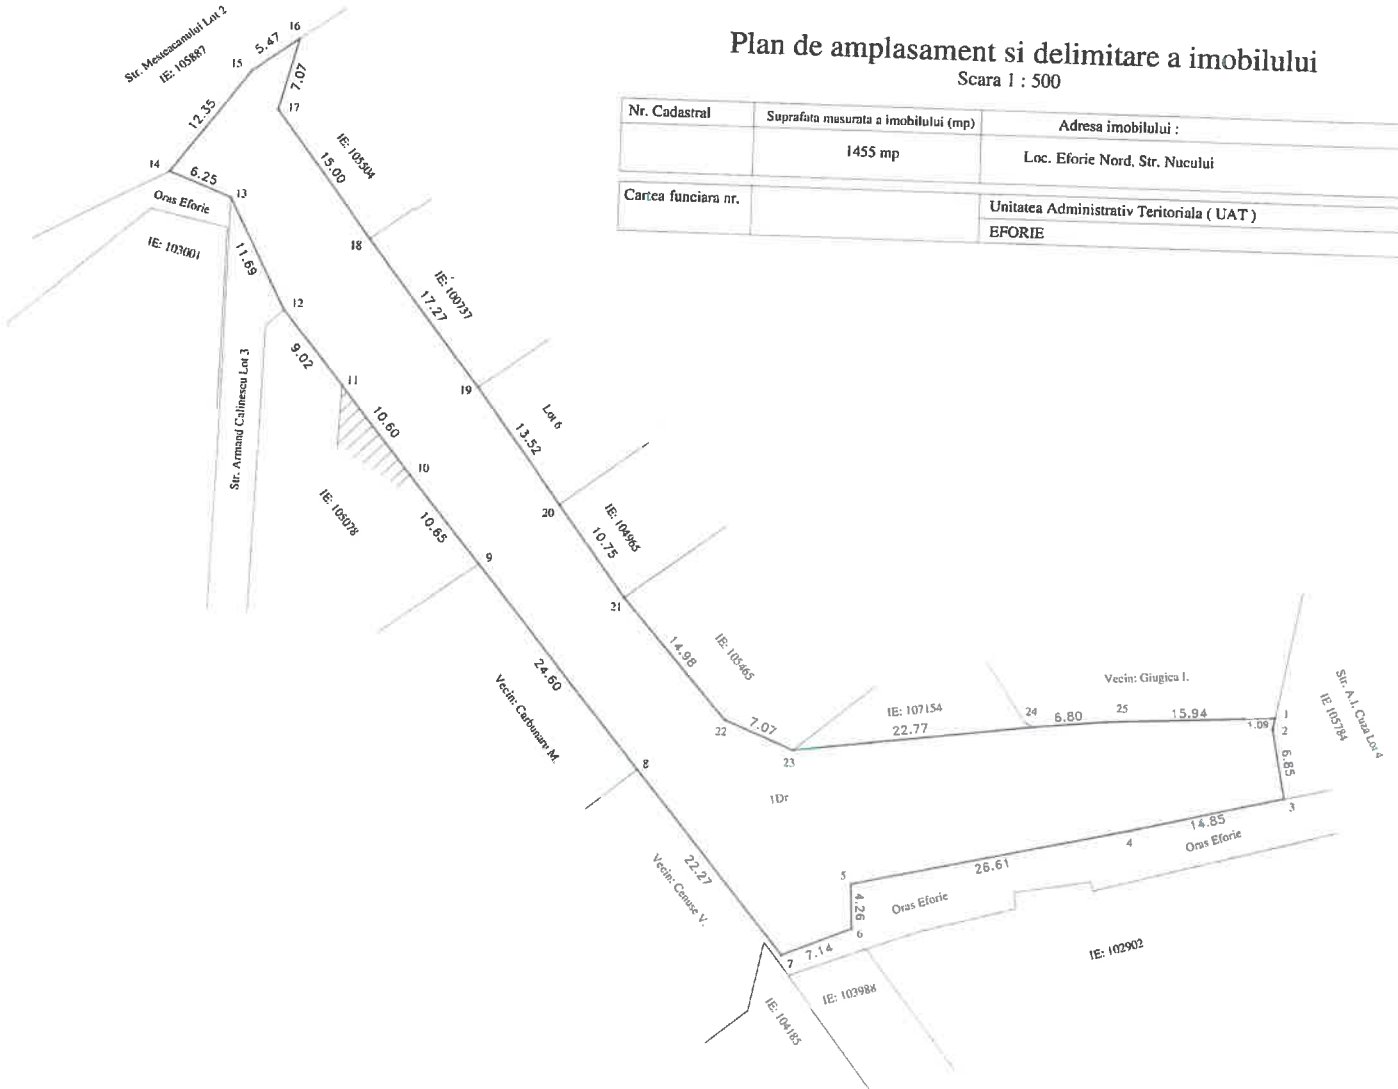 Plan de amplasament si delimitare a imobilului
Scara 1 : 500
Nr. Cadastral
Suprafata masurata a imobilului (mp)
Adresa imobilului :
1455 mp
Loc. Eforie Nord, Str. Nucului
Cartea funciara nr.
Unitatea Administrativ Teritoriala ( UAT )
EFORIE
Str. Mesteacanului Lot 2
IE: 105887
16
5.47
15
7.07
17
12.35
14
6.25
13
Oras Eforie
IE: 103001
11.69
12
IE: 105504
15.00
18
IE: 100737
17.27
9.02
11
19
Str. Armand Calinescu Lot 3
10.60
10
Lot 6
13.52
IE: 105078
10.65
9
20
IE: 104965
10.75
21
24.60
Vecin: Carbunaru M.
14.98
IE: 105465
22
7.07
23
IE: 107154
22.77
24
6.80
25
Vecin: Giugica I.
15.94
1
1.09
2
Str. A.I. Cuza Lot 4
IE 105784
6.85
3
8
1Dr
14.85
4
Oras Eforie
26.61
5
22.27
Vecin: Cenuse V.
4.26
Oras Eforie
6
7.14
7
IE: 102902
IE: 103988
IE: 104185